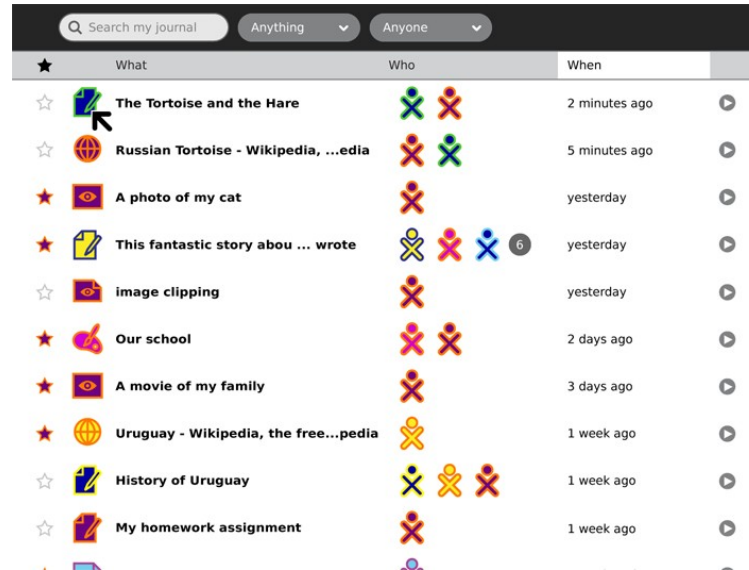 Search my journal Anything Anyone
What Who When
The Tortoise and the Hare 2 minutes ago
Russian Tortoise - Wikipedia, ...edia 5 minutes ago
A photo of my cat yesterday
This fantastic story abou ... wrote 6 yesterday
image clipping yesterday
Our school 2 days ago
A movie of my family 3 days ago
Uruguay - Wikipedia, the free...pedia 1 week ago
History of Uruguay 1 week ago
My homework assignment 1 week ago